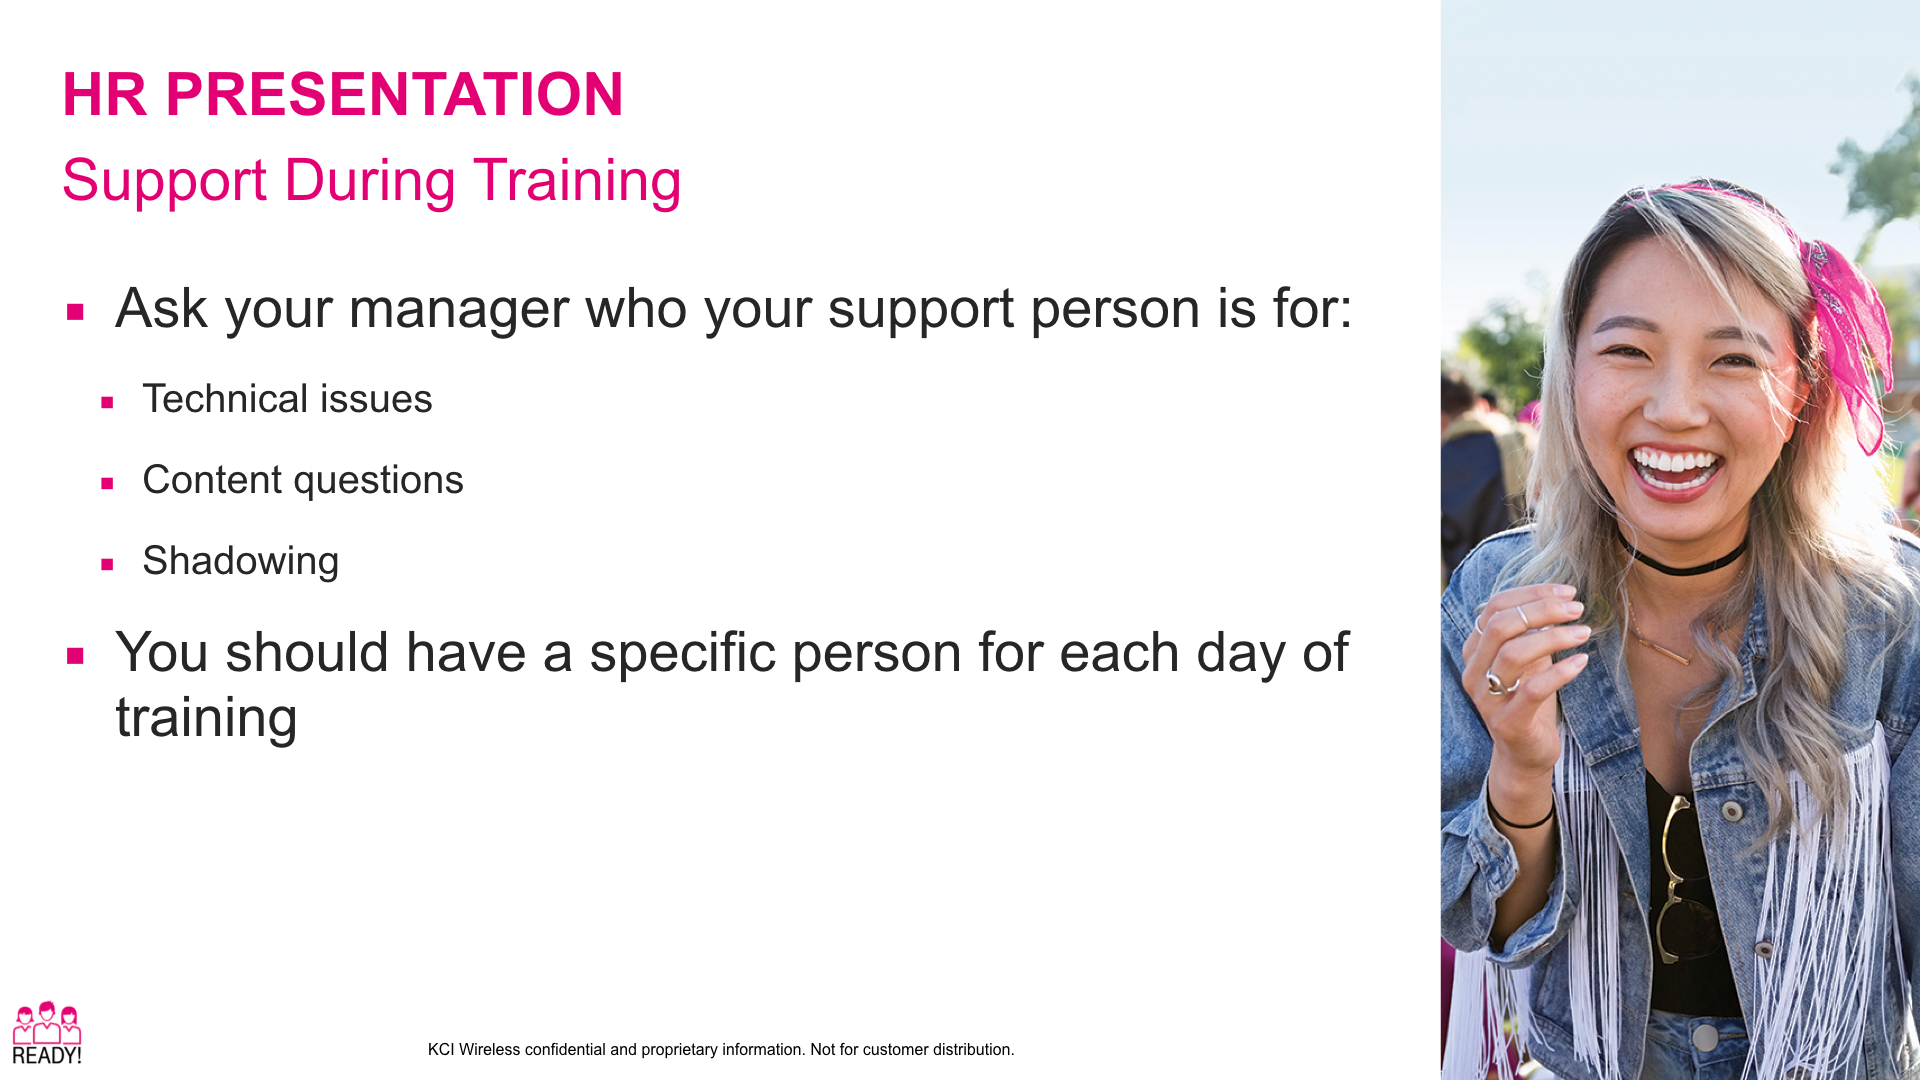 HR PRESENTATION
Support During Training
Ask your manager who your support person is for:
Technical issues
Content questions
Shadowing
You should have a specific person for each day of
training
READY!
KCI Wireless confidential and proprietary information. Not for customer distribution.